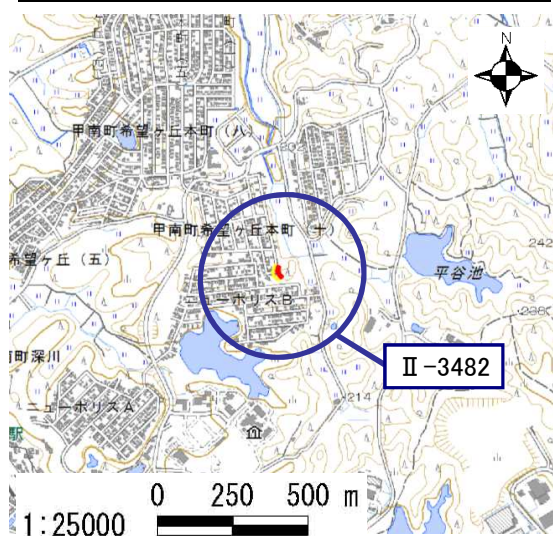 N
甲南町希望ヶ丘本町(八)
202
甲南町希望ヶ丘本町(十)
希望ヶ丘(五)
平谷池
242
ニューポリスB
町深川
Ⅱ-3482
ニューポリスA
214
駅
0 250 500 m
1:25000